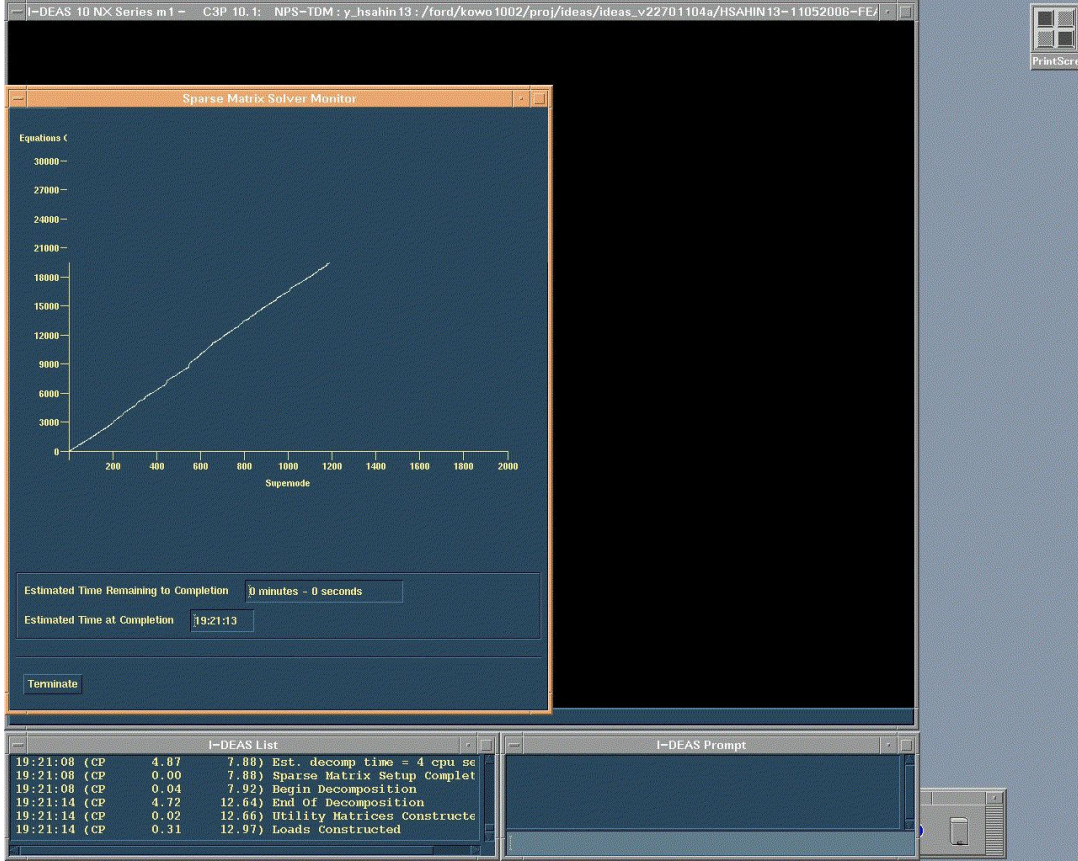 I-DEAS 10 NX Series m1 - C3P 10.1: NPS-TDM : y_hsahin13 : /ford/kowo1002/proj/ideas/ideas_v22701104a/HSAHIN13-11052006-FEA
PrintScre
Sparse Matrix Solver Monitor
Equations (
30000
27000
24000
21000
18000
15000
12000
9000
6000
3000
0
200 400 600 800 1000 1200 1400 1600 1800 2000
Supernode
Estimated Time Remaining to Completion 0 minutes - 0 seconds
Estimated Time at Completion 19:21:13
Terminate
I-DEAS List
19:21:08 (CP 4.87 7.88) Est. decomp time = 4 cpu se
19:21:08 (CP 0.00 7.88) Sparse Matrix Setup Complet
19:21:08 (CP 0.04 7.92) Begin Decomposition
19:21:14 (CP 4.72 12.64) End Of Decomposition
19:21:14 (CP 0.02 12.66) Utility Matrices Constructe
19:21:14 (CP 0.31 12.97) Loads Constructed
I-DEAS Prompt